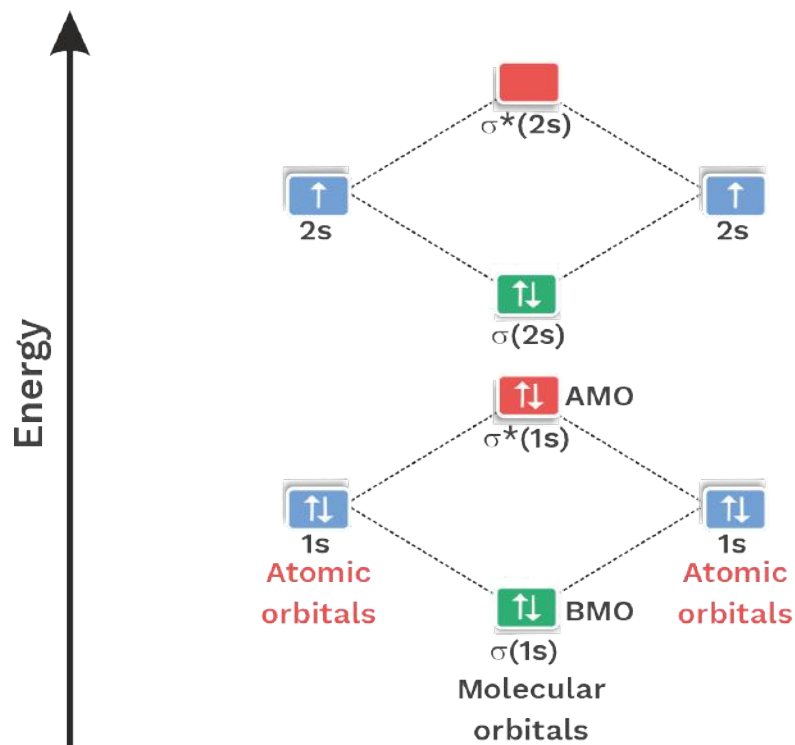 σ*(2s)
↑
2s
↑
2s
↑↓
σ(2s)
↑↓ AMO
σ*(1s)
↑↓
1s
↑↓
1s
Atomic
orbitals
Atomic
orbitals
↑↓ BMO
σ(1s)
Molecular
orbitals
Energy